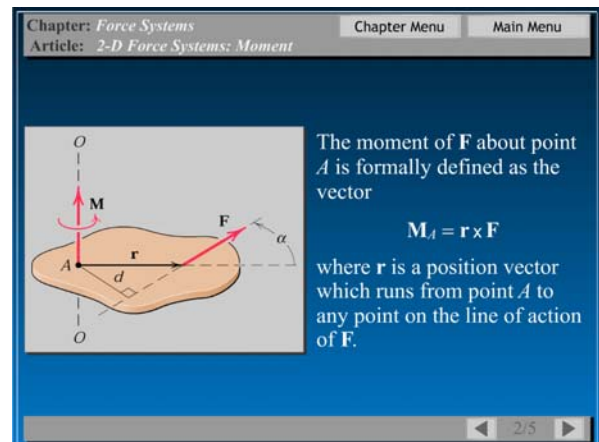 Chapter: Force Systems
Chapter Menu
Main Menu
Article: 2-D Force Systems: Moment
O
M
F
α
r
A
d
O
The moment of F about point
A is formally defined as the
vector
M_A = r x F
where r is a position vector
which runs from point A to
any point on the line of action
of F.
2/5